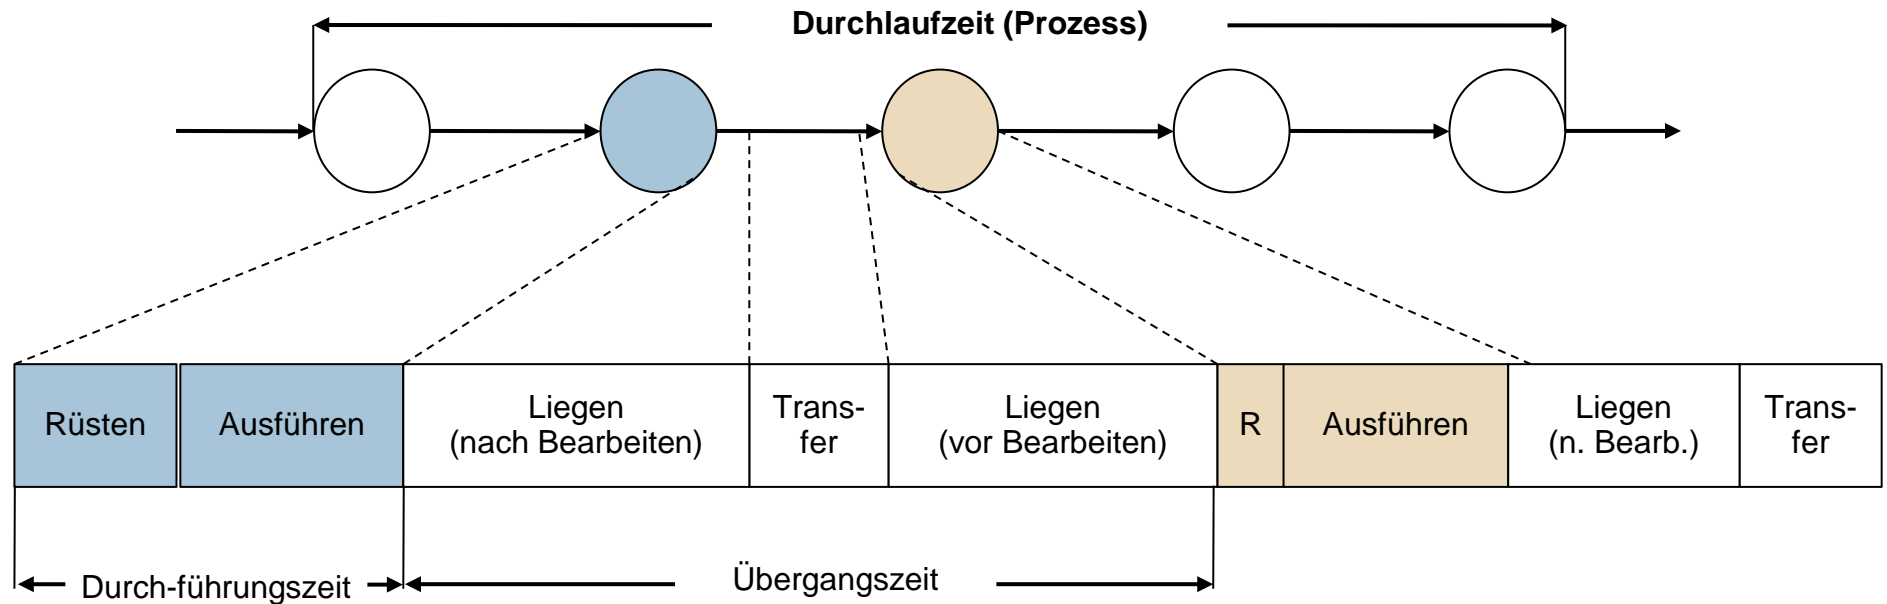 Durchlaufzeit (Prozess)
Rüsten
Ausführen
Liegen
(nach Bearbeiten)
Trans-
fer
Liegen
(vor Bearbeiten)
R
Ausführen
Liegen
(n. Bearb.)
Trans-
fer
Durch-führungszeit
Übergangszeit